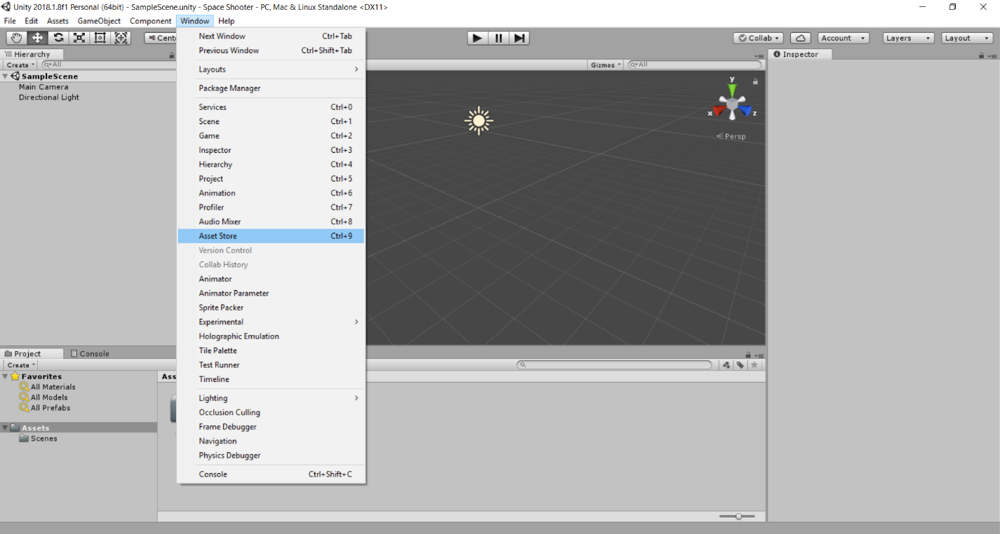 Unity 2018.1.8f1 Personal (64bit) - SampleScene.unity - Space Shooter - PC, Mac & Linux Standalone <DX11>
File Edit Assets GameObject Component Window Help
Cent
Collab Account Layers Layout
Hierarchy
Create All
SampleScene
Main Camera
Directional Light
Next Window Ctrl+Tab
Previous Window Ctrl+Shift+Tab
Layouts
Package Manager
Services Ctrl+0
Scene Ctrl+1
Game Ctrl+2
Inspector Ctrl+3
Hierarchy Ctrl+4
Project Ctrl+5
Animation Ctrl+6
Profiler Ctrl+7
Audio Mixer Ctrl+8
Asset Store Ctrl+9
Version Control
Collab History
Animator
Animator Parameter
Sprite Packer
Experimental
Holographic Emulation
Tile Palette
Test Runner
Timeline
Lighting
Occlusion Culling
Frame Debugger
Navigation
Physics Debugger
Console Ctrl+Shift+C
Gizmos All
y
x z
Persp
Inspector
Project Console
Create
Favorites
All Materials
All Models
All Prefabs
Assets
Scenes
Ass